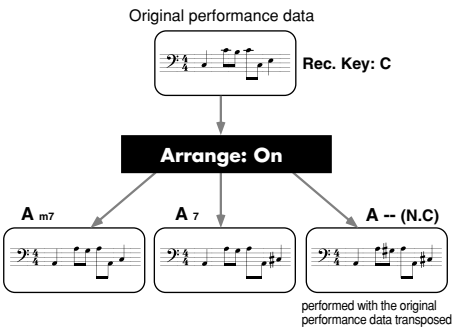 Original performance data
Rec. Key: C
Arrange: On
A m7
A 7
A -- (N.C)
performed with the original
performance data transposed